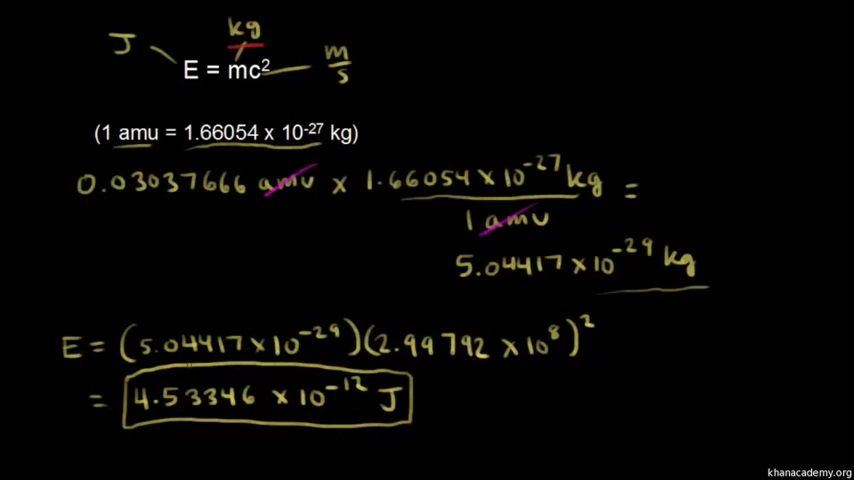 kg
J
E = mc²
m/s
(1 amu = 1.66054 x 10⁻²⁷ kg)
0.03037666 amu x 1.66054 x 10⁻²⁷ kg / 1 amu =
5.04417 x 10⁻²⁹ kg
E = (5.04417 x 10⁻²⁹)(2.99792 x 10⁸)²
= 4.53346 x 10⁻¹² J
khanacademy.org